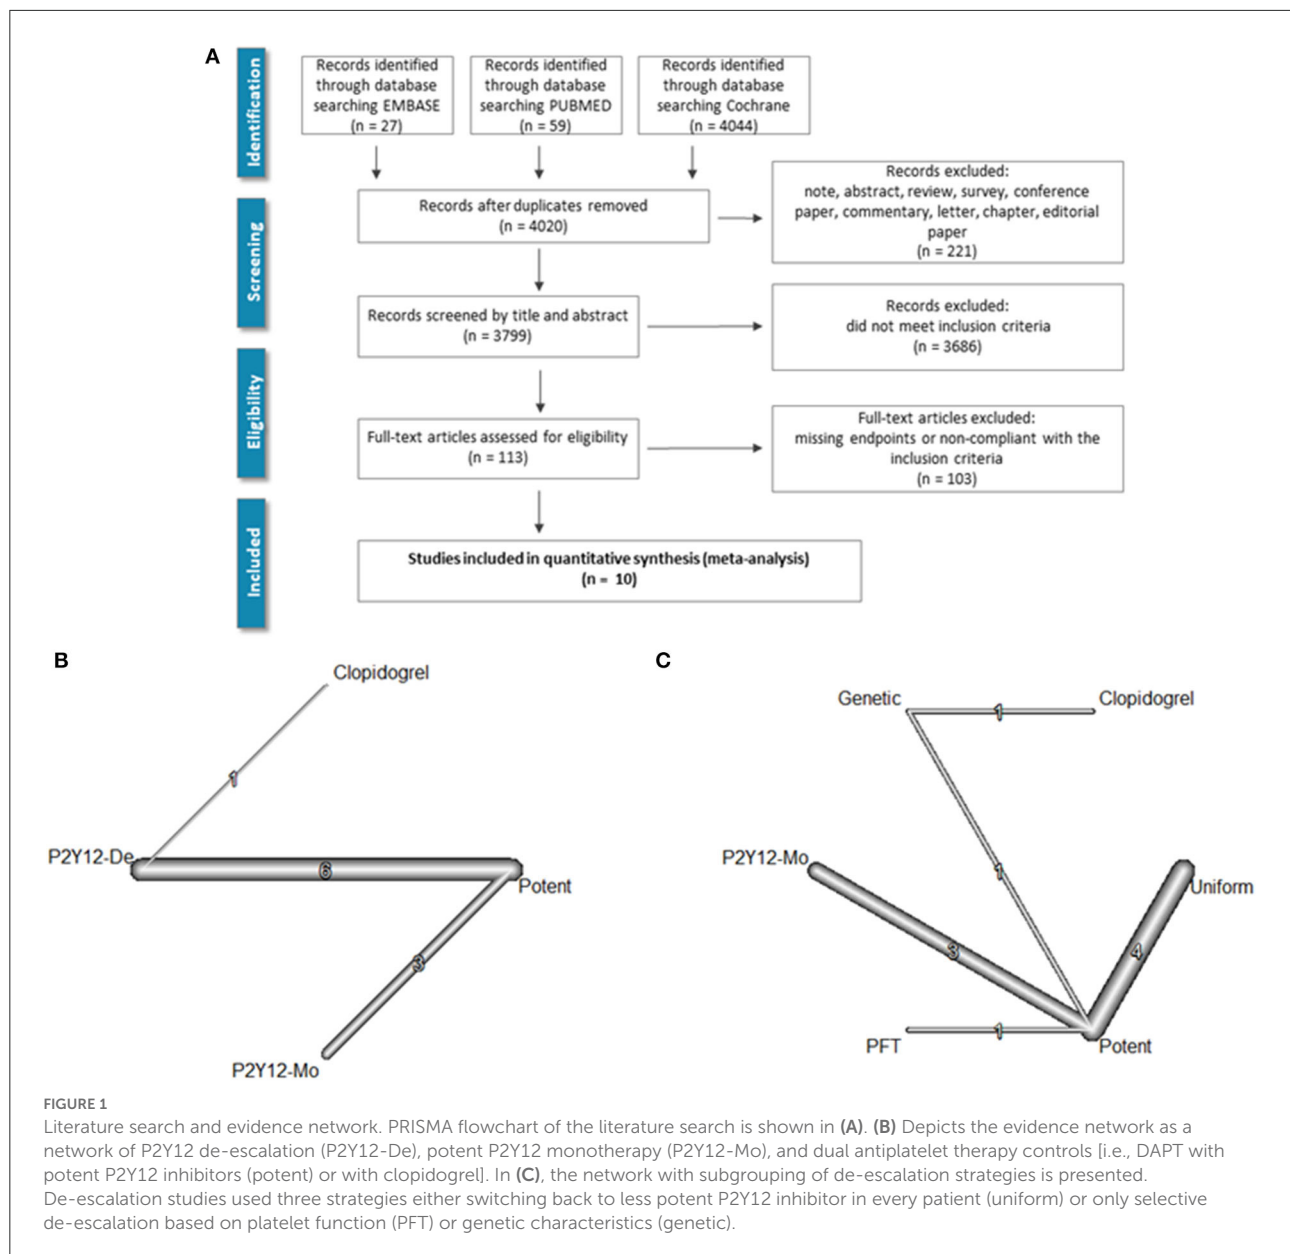 A
Identification
Records identified
through database
searching EMBASE
(n = 27)
Records identified
through database
searching PUBMED
(n = 59)
Records identified
through database
searching Cochrane
(n = 4044)
Screening
Records after duplicates removed
(n = 4020)
Records excluded:
note, abstract, review, survey, conference
paper, commentary, letter, chapter, editorial
paper
(n = 221)
Records screened by title and abstract
(n = 3799)
Records excluded:
did not meet inclusion criteria
(n = 3686)
Eligibility
Full-text articles assessed for eligibility
(n = 113)
Full-text articles excluded:
missing endpoints or non-compliant with the
inclusion criteria
(n = 103)
Included
Studies included in quantitative synthesis (meta-analysis)
(n = 10)
B
Clopidogrel
1
P2Y12-De
6
Potent
3
P2Y12-Mo
C
Genetic
1
Clopidogrel
1
P2Y12-Mo
Uniform
3
4
PFT
1
Potent
FIGURE 1
Literature search and evidence network. PRISMA flowchart of the literature search is shown in (A). (B) Depicts the evidence network as a
network of P2Y12 de-escalation (P2Y12-De), potent P2Y12 monotherapy (P2Y12-Mo), and dual antiplatelet therapy controls [i.e., DAPT with
potent P2Y12 inhibitors (potent) or with clopidogrel]. In (C), the network with subgrouping of de-escalation strategies is presented.
De-escalation studies used three strategies either switching back to less potent P2Y12 inhibitor in every patient (uniform) or only selective
de-escalation based on platelet function (PFT) or genetic characteristics (genetic).